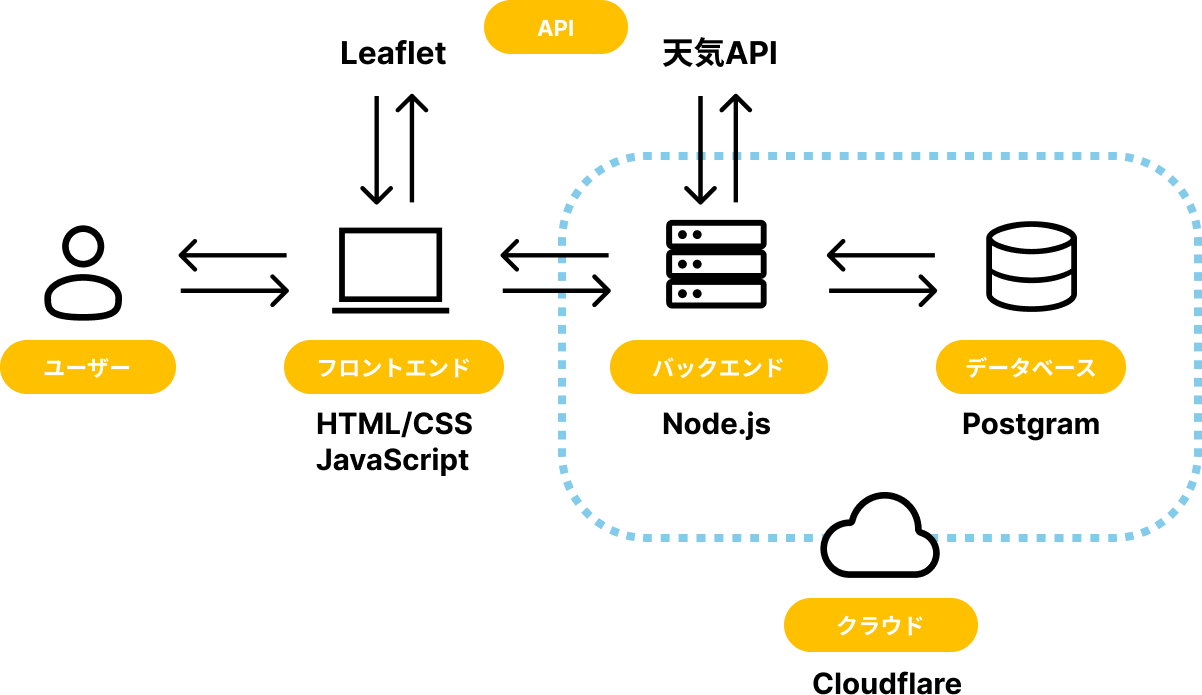 API
Leaflet
天気API
ユーザー
フロントエンド
バックエンド
データベース
HTML/CSS
JavaScript
Node.js
Postgram
クラウド
Cloudflare